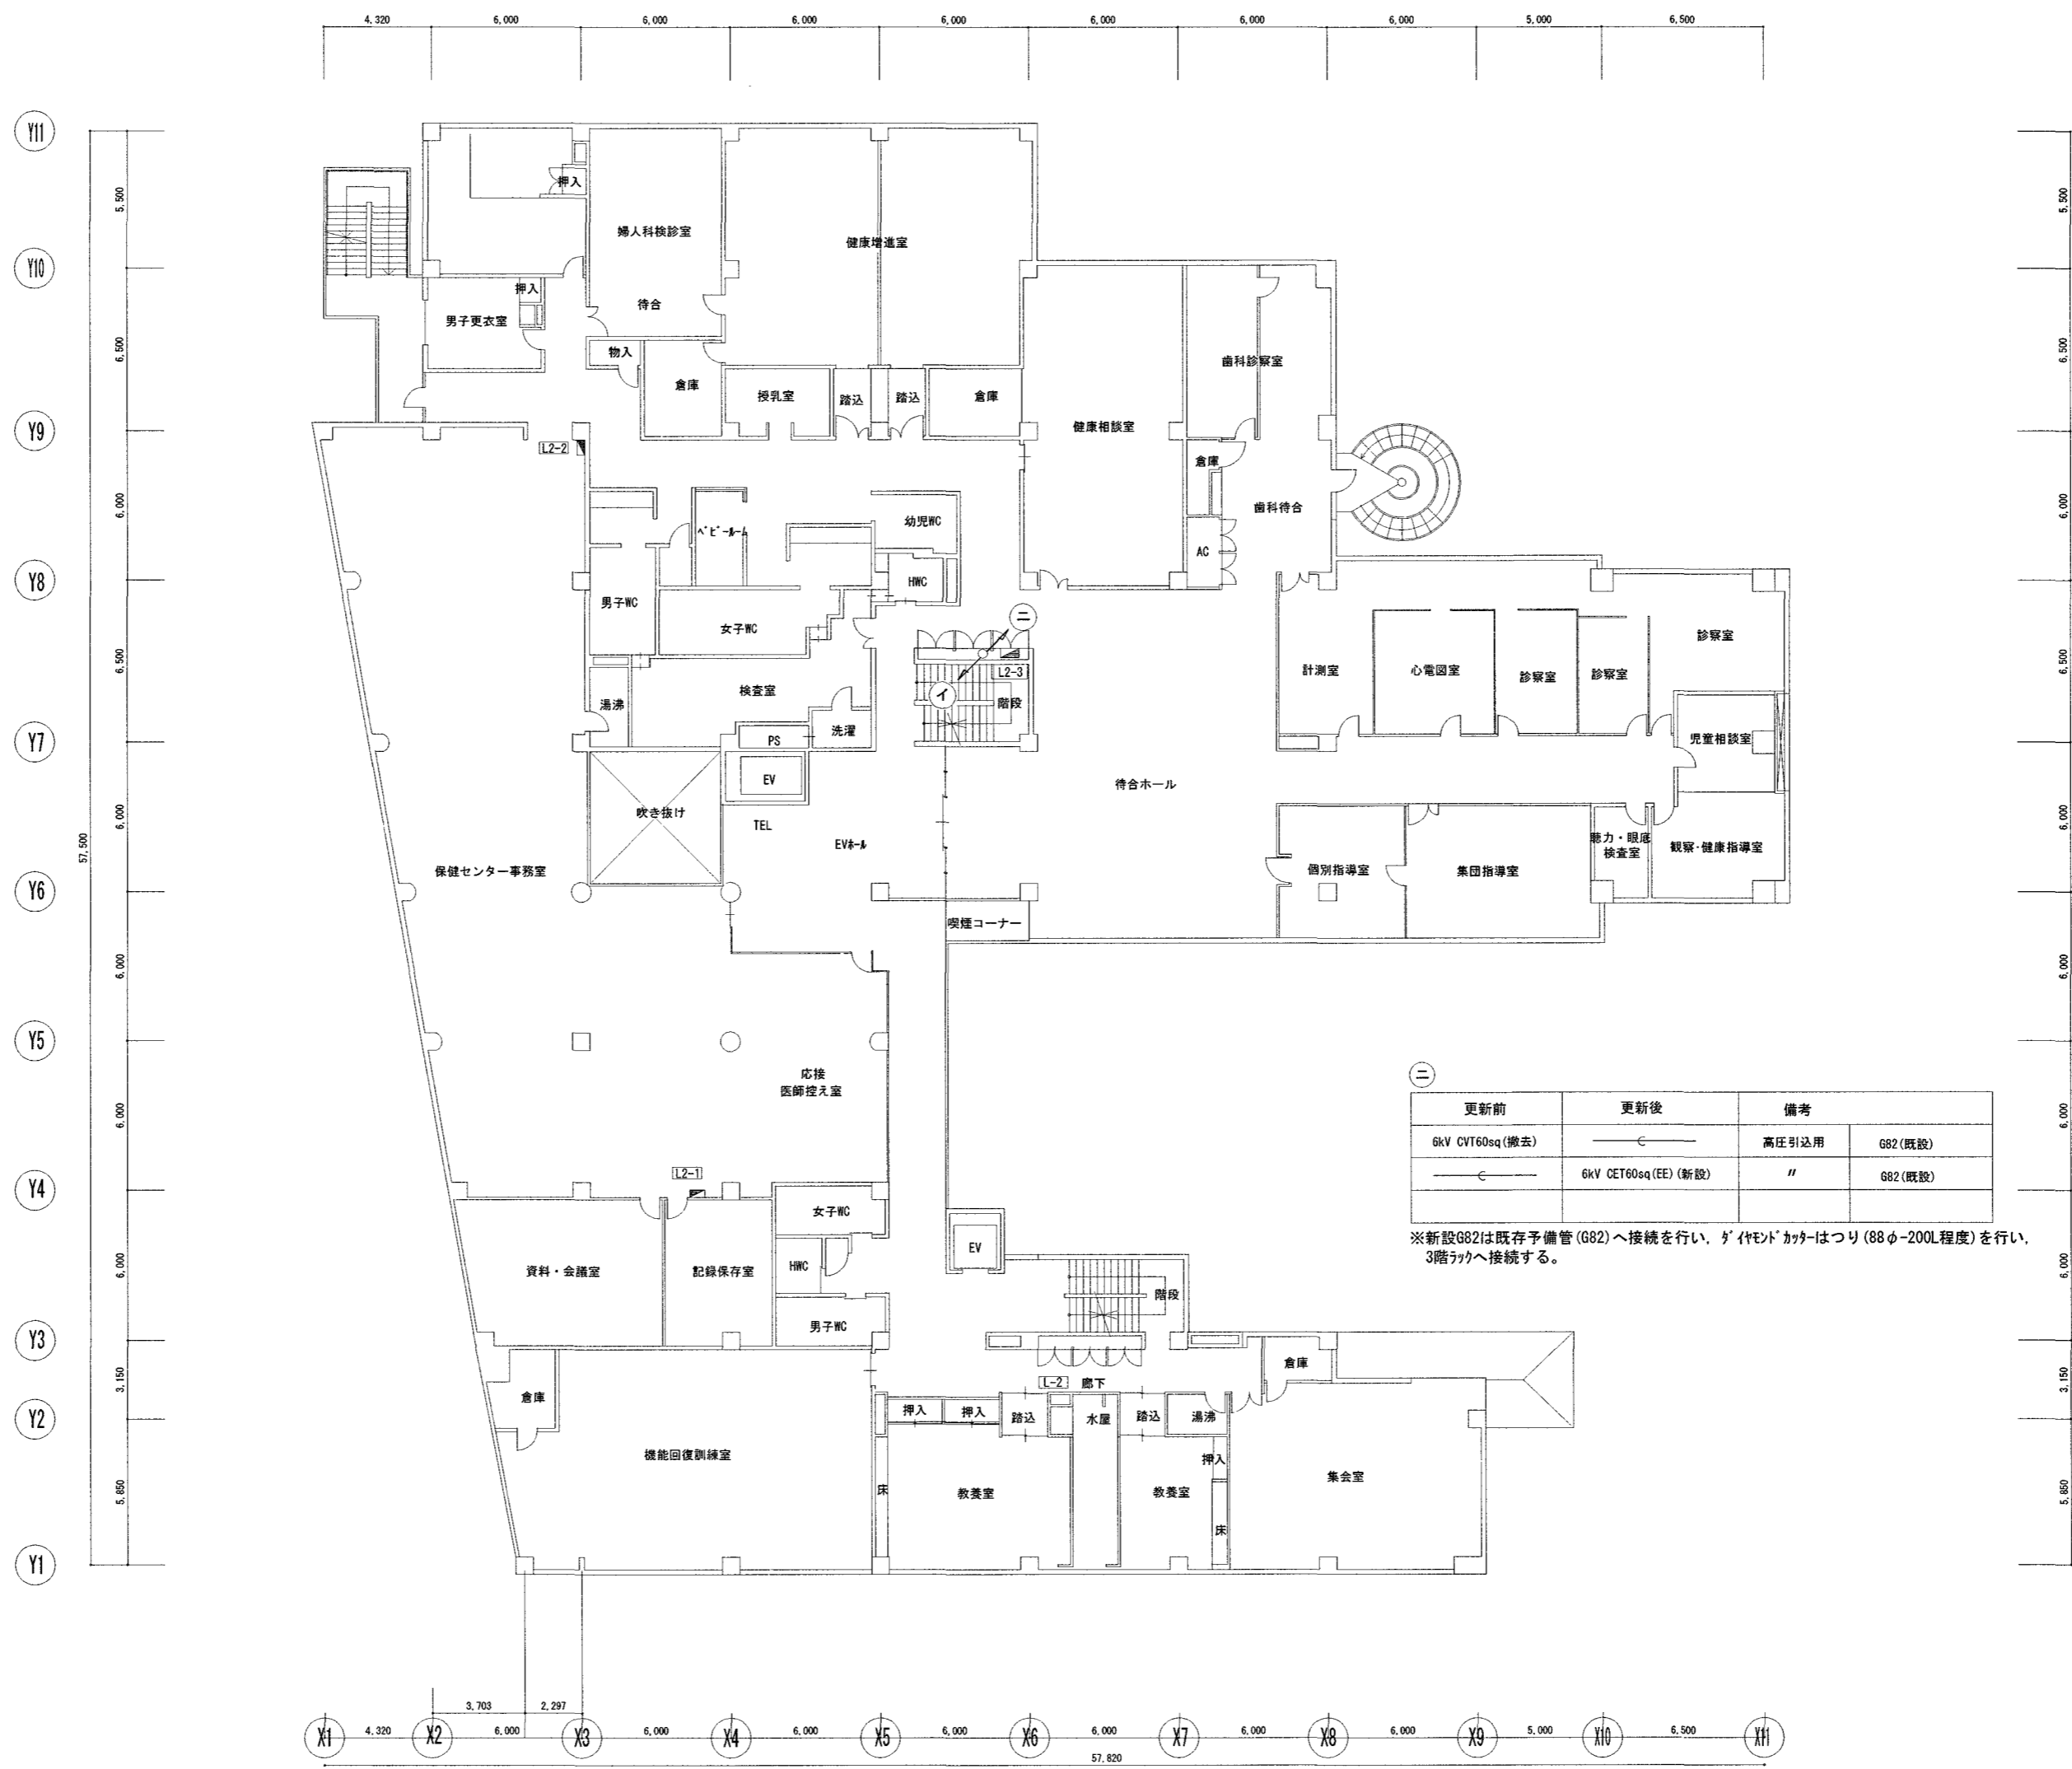 4,320 6,000 6,000 6,000 6,000 6,000 6,000 6,000 5,000 6,500
Y11
5,500
5,500
押入
婦人科検診室
健康増進室
Y10
押入
待合
男子更衣室
6,500
6,500
物入
歯科診察室
倉庫
授乳室
踏込
踏込
倉庫
健康相談室
Y9
L2-2
倉庫
6,000
6,000
歯科待合
幼児WC
ベビールーム
AC
Y8
HWC
男子WC
ニ
女子WC
診察室
6,500
6,500
計測室
心電図室
診察室
診察室
L2-3
イ
階段
検査室
湯沸
洗濯
Y7
PS
児童相談室
EV
待合ホール
吹き抜け
TEL
6,000
6,000
57,500
EVホール
聴力・眼底
検査室
観察・健康指導室
保健センター事務室
個別指導室
集団指導室
Y6
喫煙コーナー
6,000
6,000
Y5
応接
医師控え室
6,000
6,000
ニ
更新前 更新後 備考
6kV CVT60sq(撤去) 高圧引込用 G82(既設)
6kV CET60sq(EE)(新設) 〃 G82(既設)
※新設G82は既存予備管(G82)へ接続を行い, ダイヤモンドカッターはつり(88φ-200L程度)を行い,
3階ラックへ接続する。
L2-1
Y4
女子WC
EV
6,000
6,000
資料・会議室
記録保存室
HWC
階段
男子WC
Y3
倉庫
3,150
3,150
L-2
廊下
倉庫
押入
押入
踏込
水屋
踏込
湯沸
Y2
機能回復訓練室
押入
集会室
5,850
5,850
床
教養室
教養室
床
Y1
3,703 2,297
X1 4,320 X2 6,000 X3 6,000 X4 6,000 X5 6,000 X6 6,000 X7 6,000 X8 6,000 X9 5,000 X10 6,500 X11
57,820